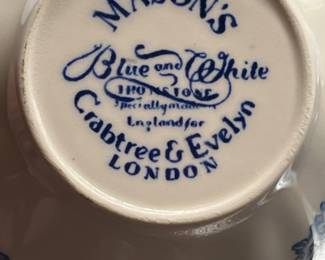 MASON'S
Blue and White
IRONSTONE
Specially made in
England for
Crabtree & Evelyn
LONDON